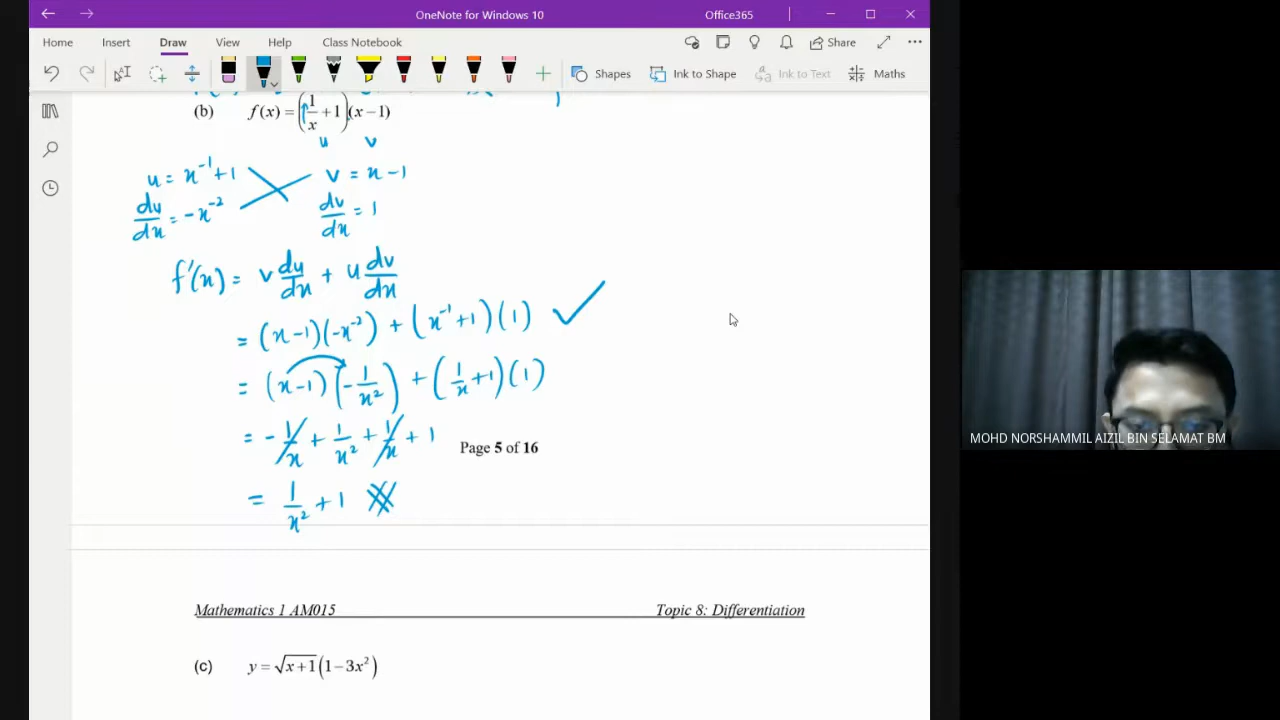 OneNote for Windows 10 Office365
Home Insert Draw View Help Class Notebook Share
Shapes Ink to Shape Ink to Text Maths
(b) f(x) = (1/x + 1)(x − 1)
u v
u = x⁻¹ + 1 v = x − 1
du/dx = −x⁻² dv/dx = 1
f'(x) = v du/dx + u dv/dx
= (x − 1)(−x⁻²) + (x⁻¹ + 1)(1) ✓
= (x − 1)(−1/x²) + (1/x + 1)(1)
= −1/x + 1/x² + 1/x + 1
Page 5 of 16
= 1/x² + 1
Mathematics 1 AM015 Topic 8: Differentiation
(c) y = √x+1 (1 − 3x²)
MOHD NORSHAMMIL AIZIL BIN SELAMAT BM